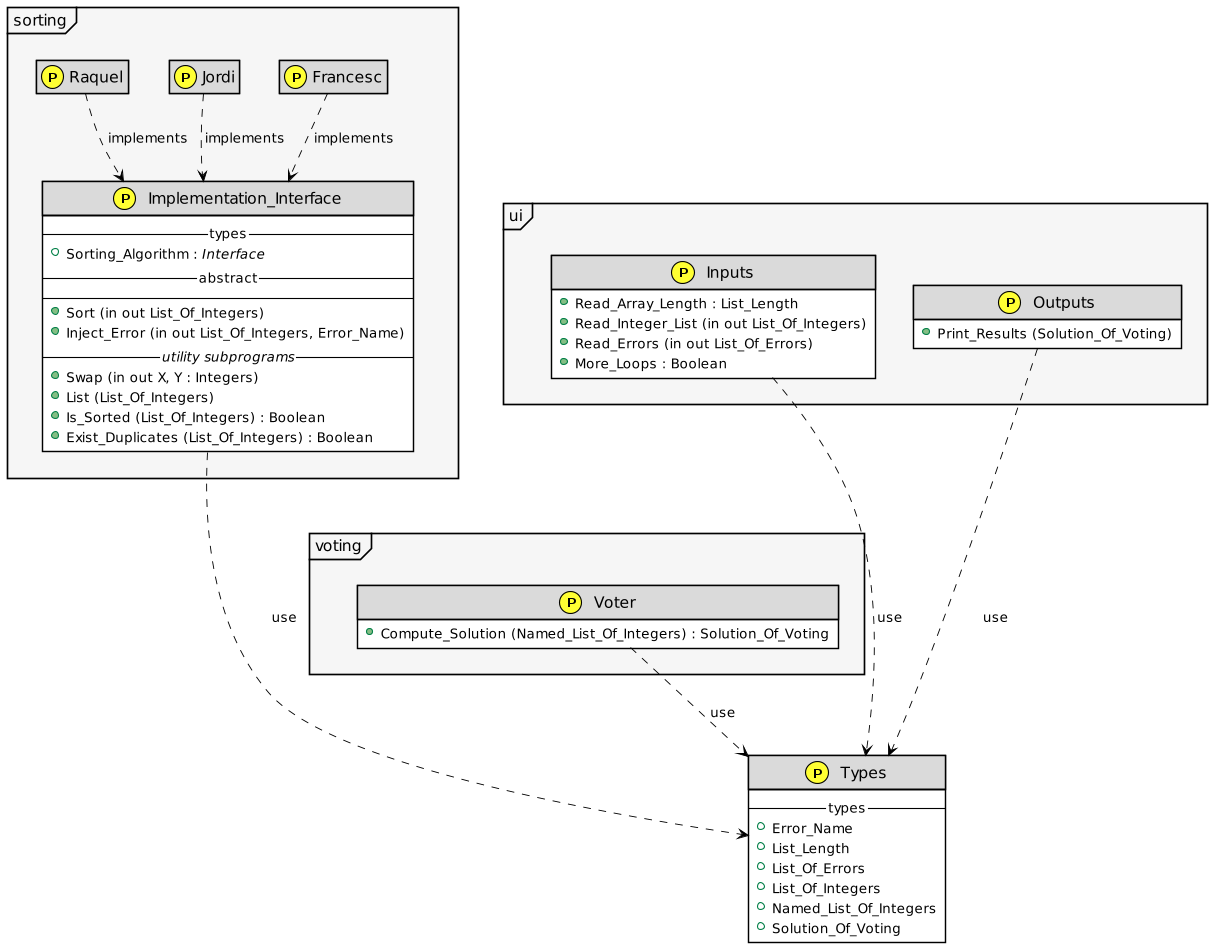 sorting
P Raquel
P Jordi
P Francesc
implements
implements
implements
P Implementation_Interface
types
Sorting_Algorithm : Interface
abstract
Sort (in out List_Of_Integers)
Inject_Error (in out List_Of_Integers, Error_Name)
utility subprograms
Swap (in out X, Y : Integers)
List (List_Of_Integers)
Is_Sorted (List_Of_Integers) : Boolean
Exist_Duplicates (List_Of_Integers) : Boolean
ui
P Inputs
Read_Array_Length : List_Length
Read_Integer_List (in out List_Of_Integers)
Read_Errors (in out List_Of_Errors)
More_Loops : Boolean
P Outputs
Print_Results (Solution_Of_Voting)
voting
P Voter
Compute_Solution (Named_List_Of_Integers) : Solution_Of_Voting
use
use
use
use
P Types
types
Error_Name
List_Length
List_Of_Errors
List_Of_Integers
Named_List_Of_Integers
Solution_Of_Voting